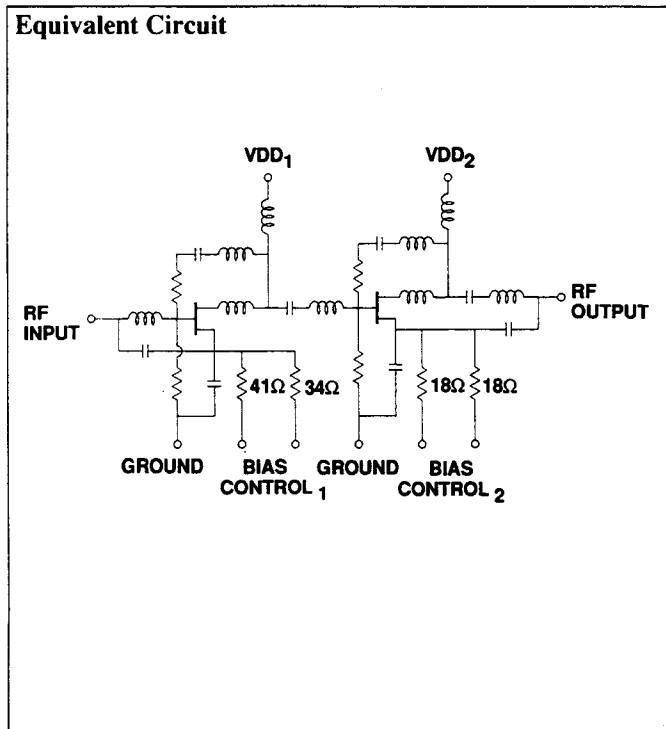 Equivalent Circuit
VDD1 VDD2
RF INPUT
RF OUTPUT
41Ω 34Ω 18Ω 18Ω
GROUND BIAS CONTROL 1 GROUND BIAS CONTROL 2